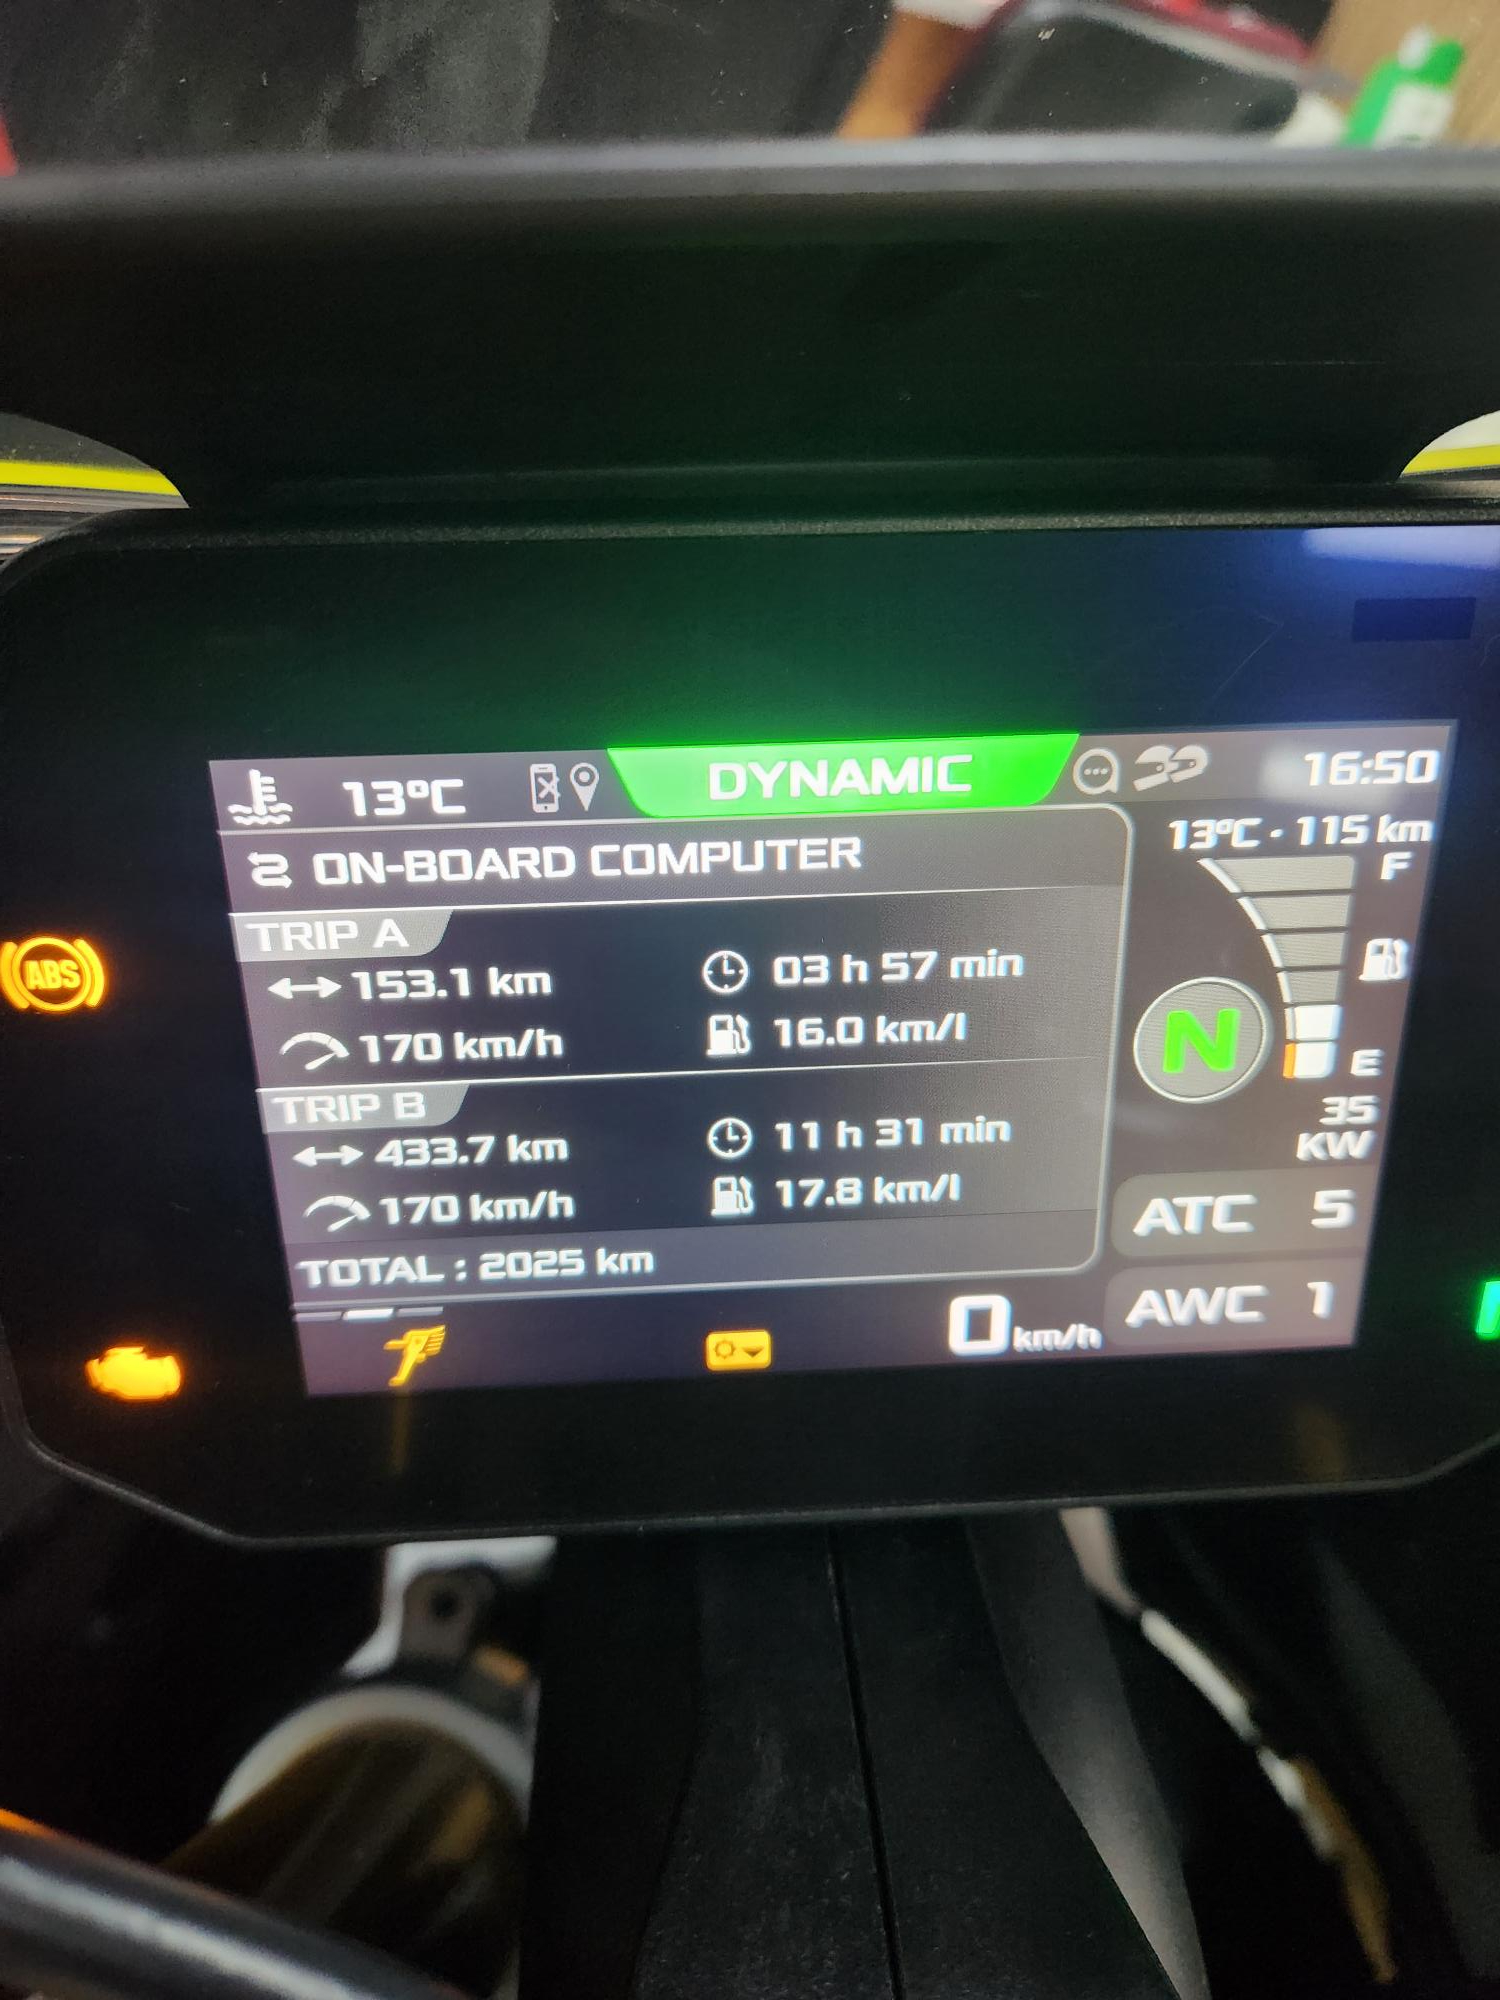 13°C DYNAMIC 16:50
13°C · 115 km
ON-BOARD COMPUTER
F
TRIP A
153.1 km 03 h 57 min
170 km/h 16.0 km/l
N
E
TRIP B
433.7 km 11 h 31 min
170 km/h 17.8 km/l
35
KW
TOTAL : 2025 km
ATC 5
AWC 1
0 km/h
ABS